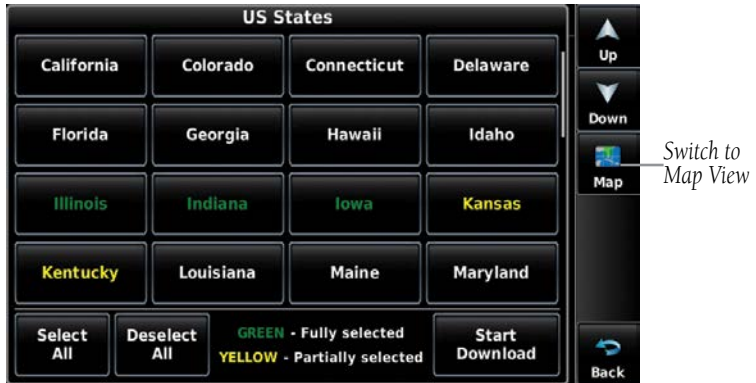 US States
California Colorado Connecticut Delaware
Florida Georgia Hawaii Idaho
Illinois Indiana Iowa Kansas
Kentucky Louisiana Maine Maryland
Select All
Deselect All
GREEN - Fully selected
YELLOW - Partially selected
Start Download
Up
Down
Map
Back
Switch to
Map View